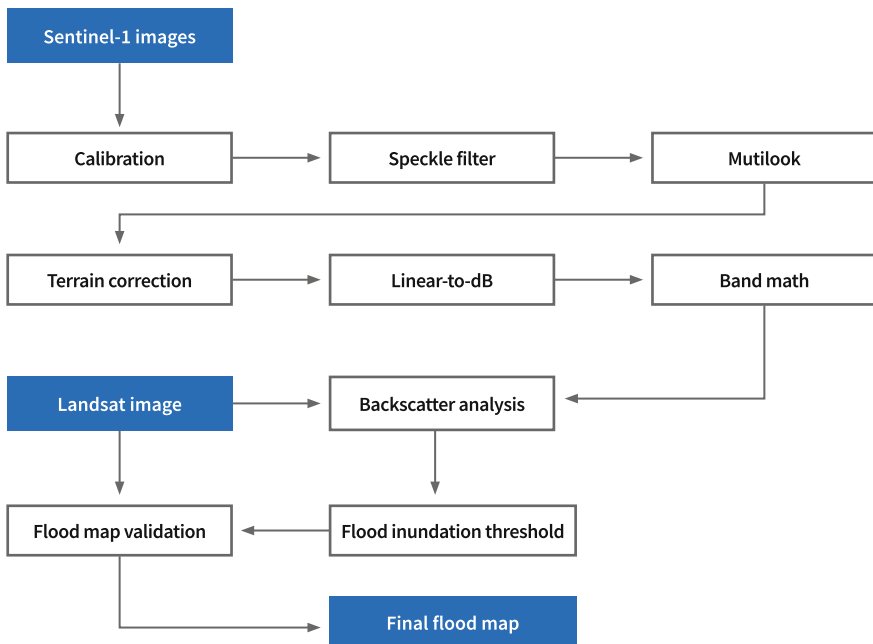 Sentinel-1 images
Calibration
Speckle filter
Mutilook
Terrain correction
Linear-to-dB
Band math
Landsat image
Backscatter analysis
Flood map validation
Flood inundation threshold
Final flood map